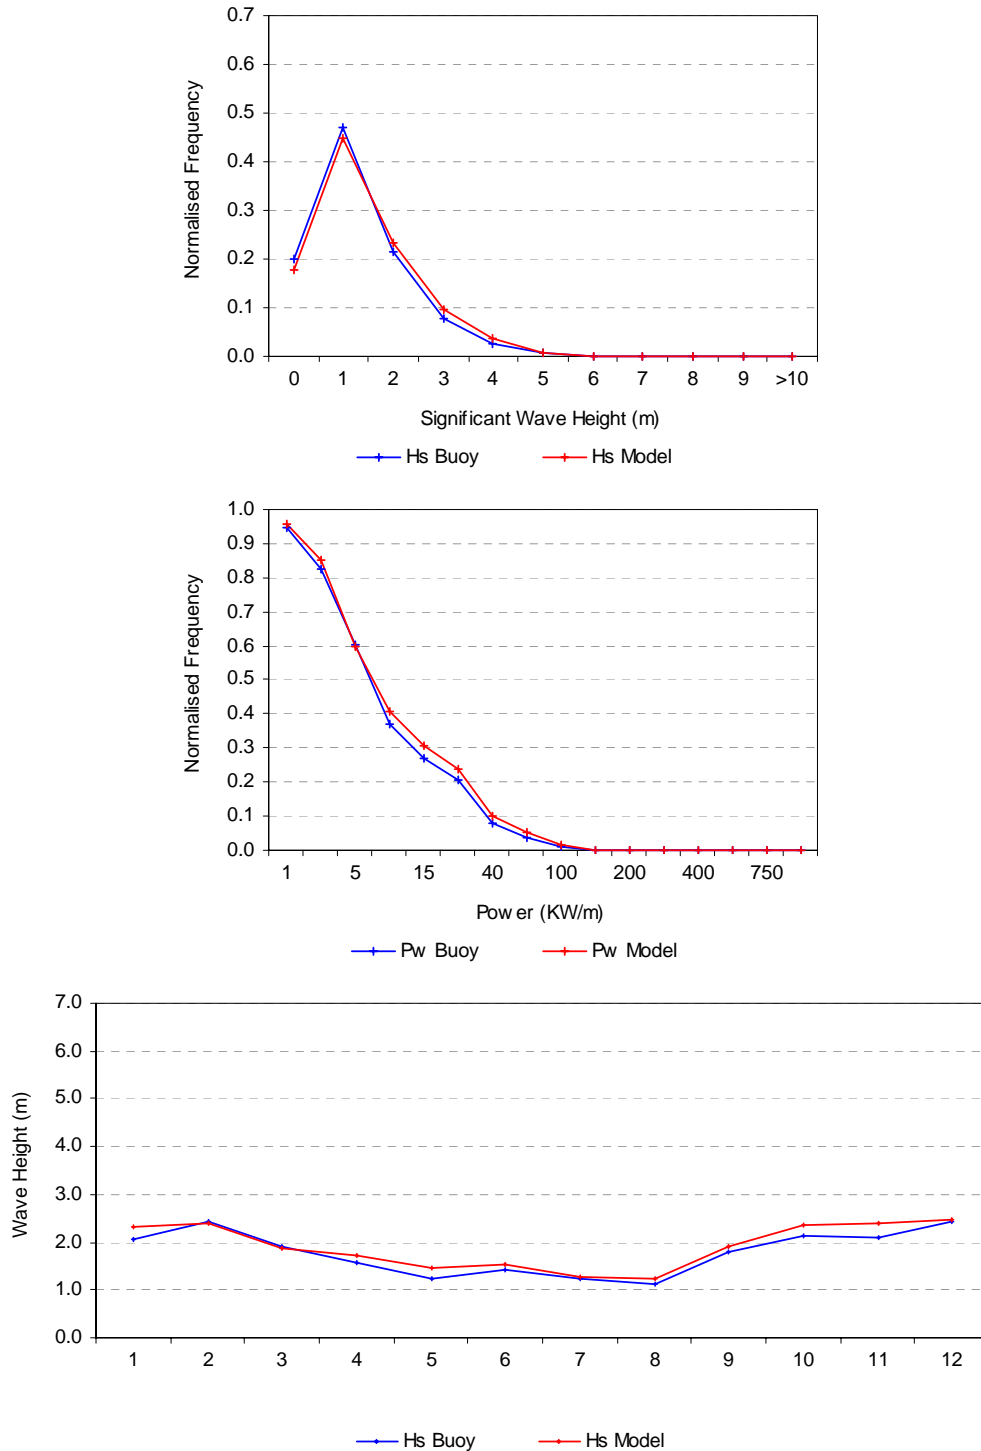 0.7
0.6
0.5
0.4
0.3
0.2
0.1
0.0
Normalised Frequency
0 1 2 3 4 5 6 7 8 9 >10
Significant Wave Height (m)
Hs Buoy Hs Model
1.0
0.9
0.8
0.7
0.6
0.5
0.4
0.3
0.2
0.1
0.0
Normalised Frequency
1 5 15 40 100 200 400 750
Power (KW/m)
Pw Buoy Pw Model
7.0
6.0
5.0
4.0
3.0
2.0
1.0
0.0
Wave Height (m)
1 2 3 4 5 6 7 8 9 10 11 12
Hs Buoy Hs Model